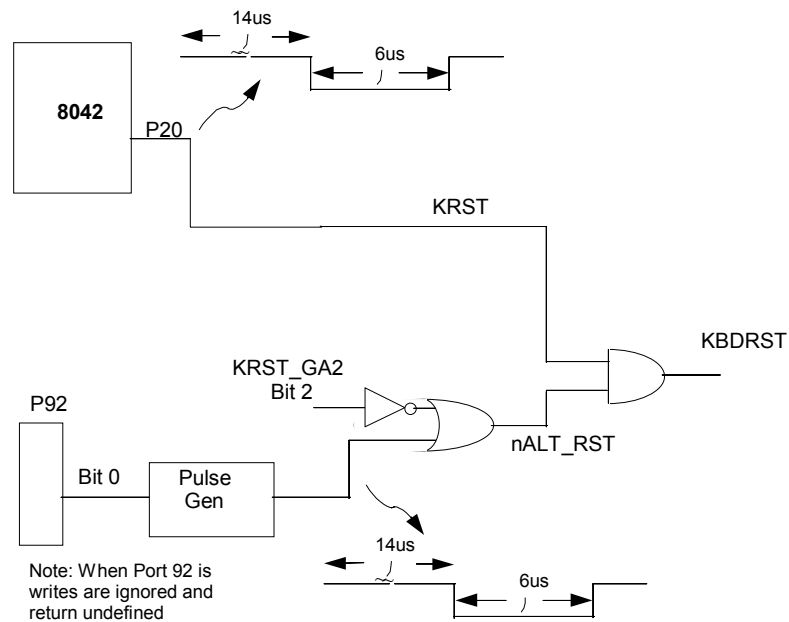 14us
6us
8042
P20
KRST
KBDRST
KRST_GA2
Bit 2
P92
nALT_RST
Bit 0
Pulse
Gen
14us
6us
Note: When Port 92 is
writes are ignored and
return undefined